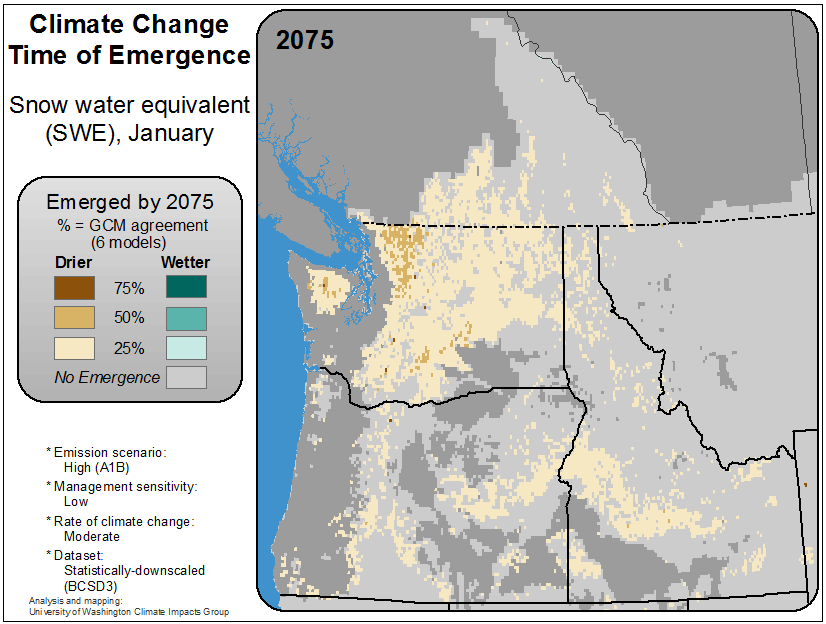 Climate Change
Time of Emergence
Snow water equivalent
(SWE), January
2075
Emerged by 2075
% = GCM agreement
(6 models)
Drier Wetter
75%
50%
25%
No Emergence
* Emission scenario:
High (A1B)
* Management sensitivity:
Low
* Rate of climate change:
Moderate
* Dataset:
Statistically-downscaled
(BCSD3)
Analysis and mapping:
University of Washington Climate Impacts Group